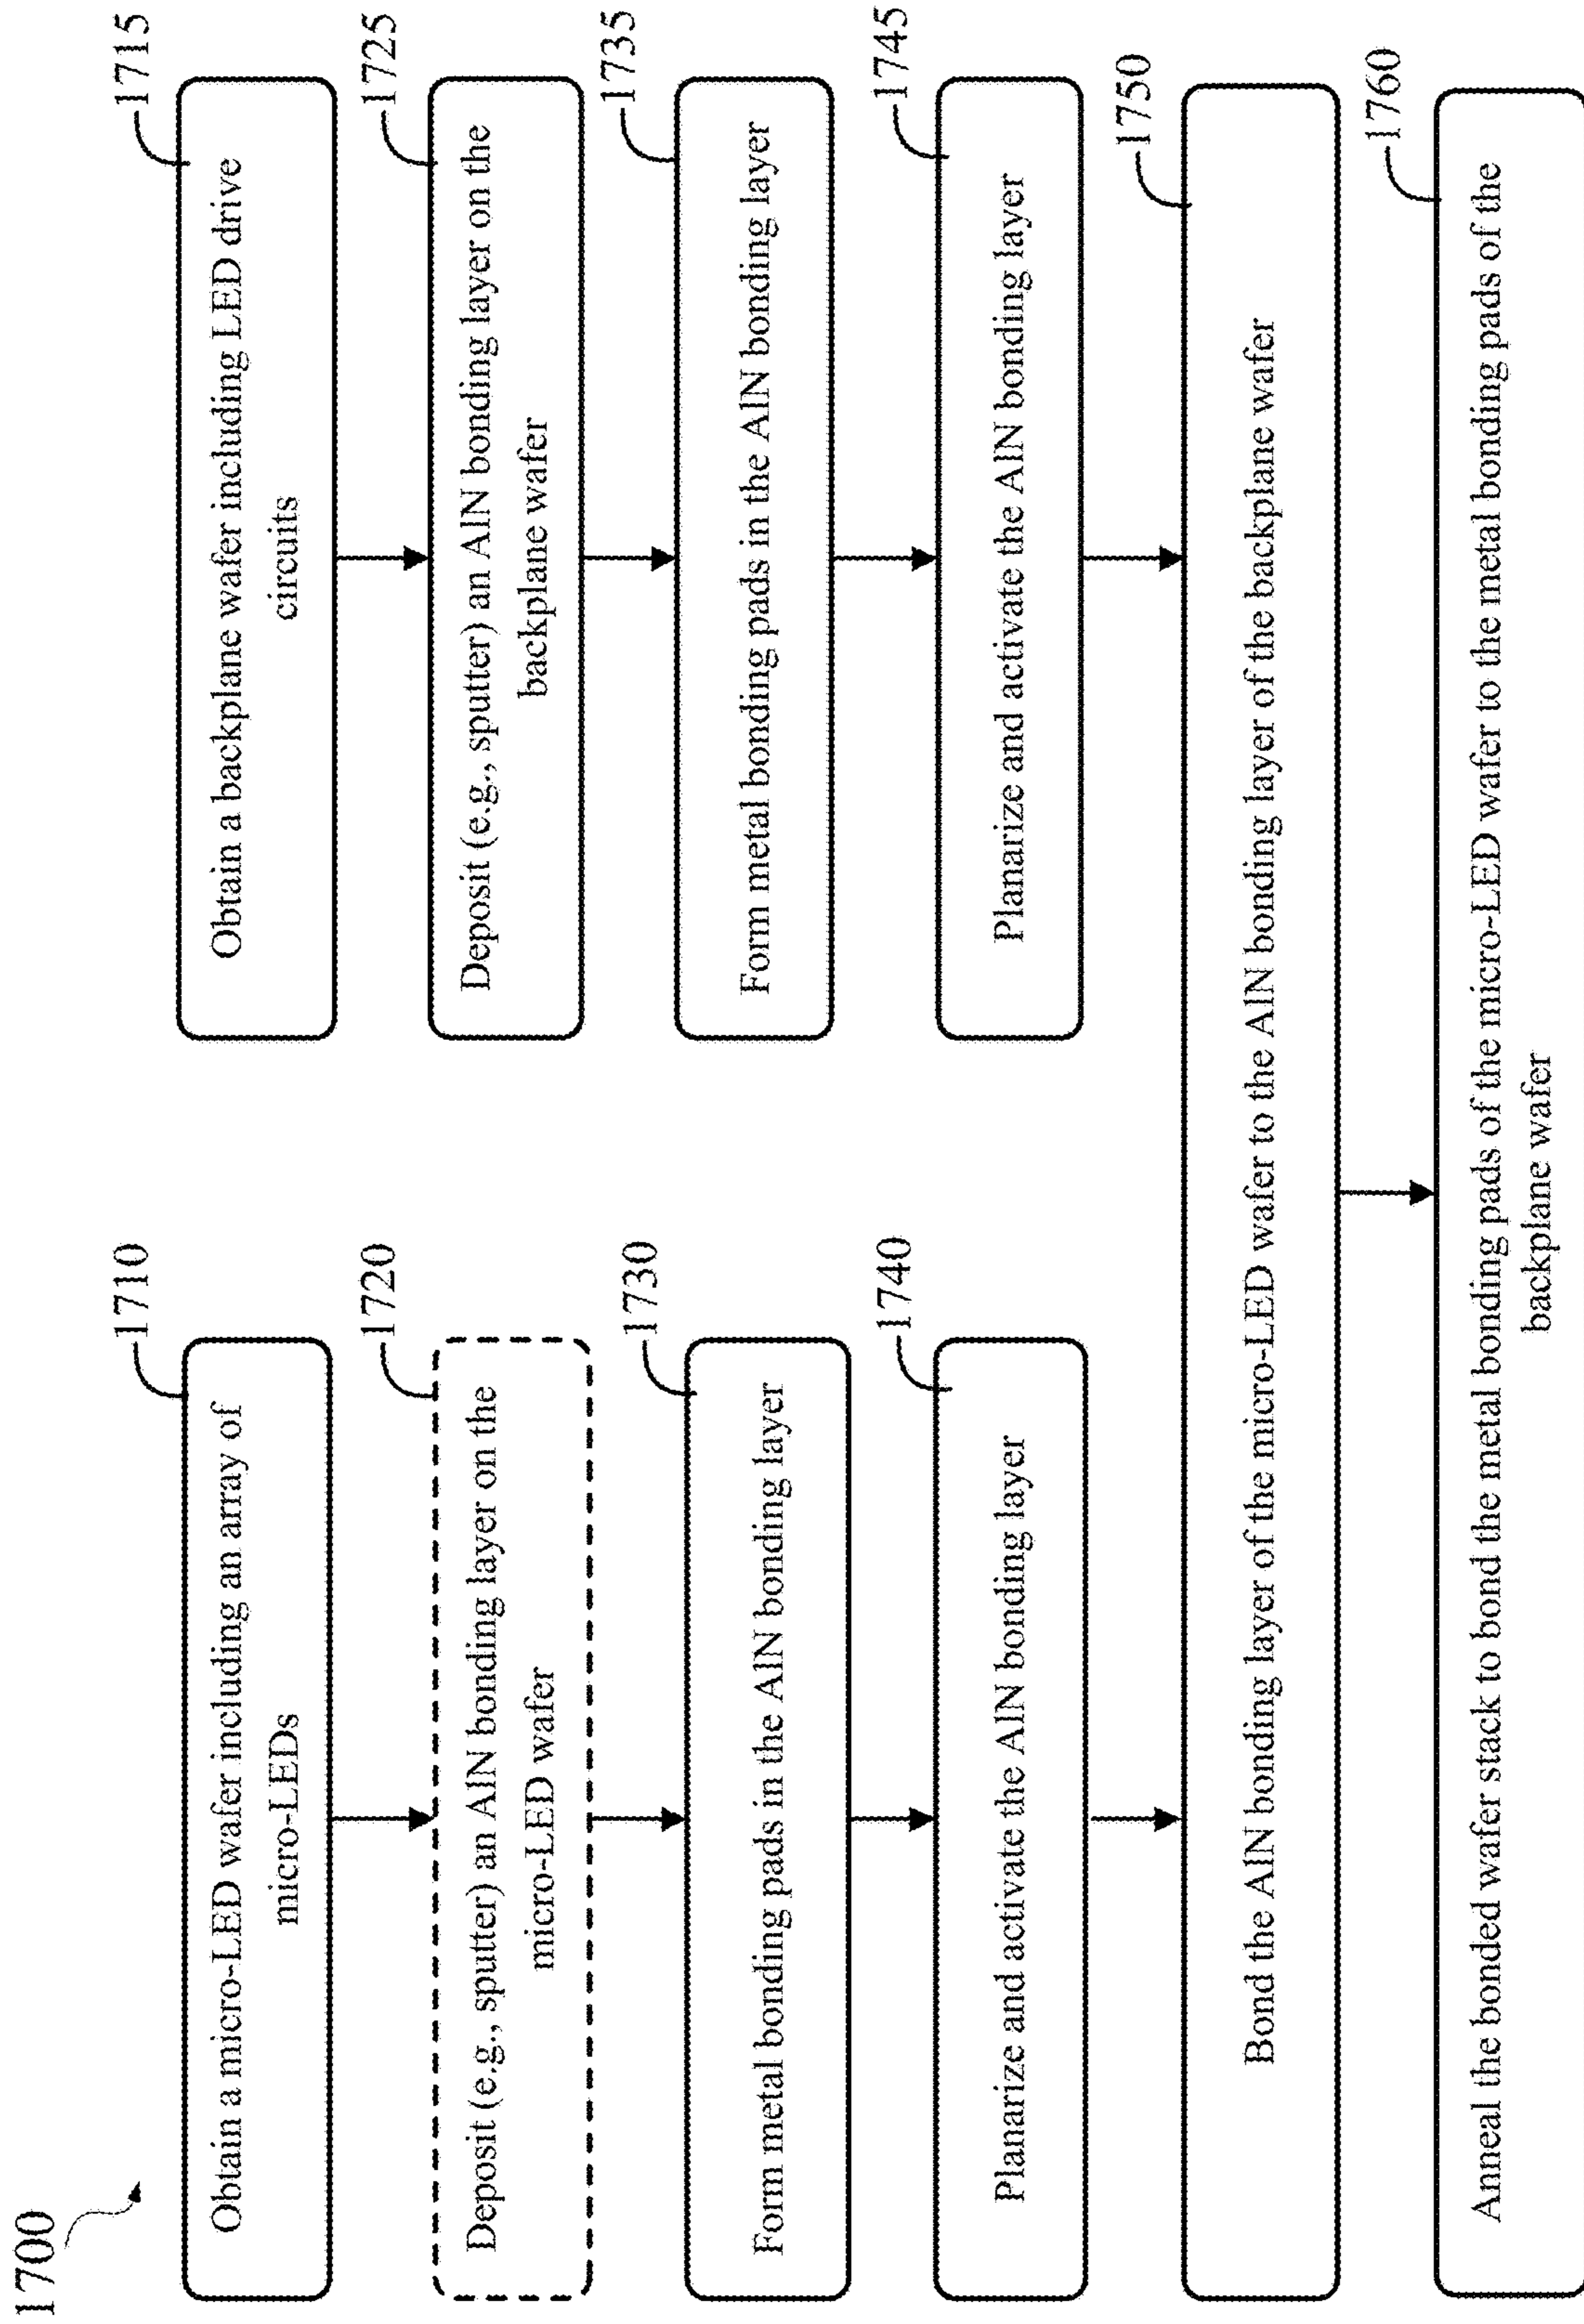 1700
1710
Obtain a micro-LED wafer including an array of
micro-LEDs
1720
Deposit (e.g., sputter) an AlN bonding layer on the
micro-LED wafer
1730
Form metal bonding pads in the AlN bonding layer
1740
Planarize and activate the AlN bonding layer
1715
Obtain a backplane wafer including LED drive
circuits
1725
Deposit (e.g., sputter) an AlN bonding layer on the
backplane wafer
1735
Form metal bonding pads in the AlN bonding layer
1745
Planarize and activate the AlN bonding layer
1750
Bond the AlN bonding layer of the micro-LED wafer to the AlN bonding layer of the backplane wafer
1760
Anneal the bonded wafer stack to bond the metal bonding pads of the micro-LED wafer to the metal bonding pads of the
backplane wafer